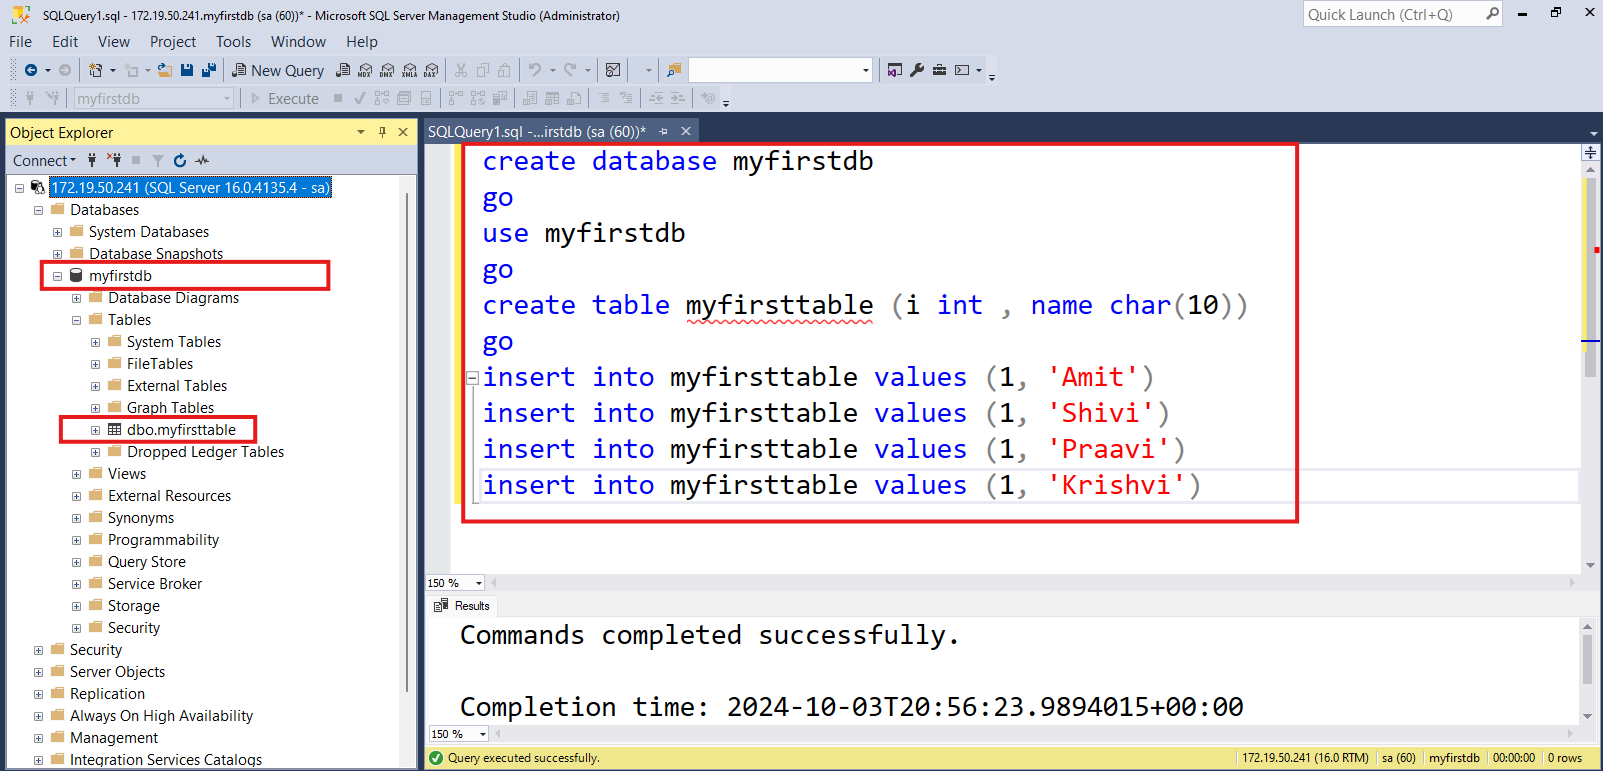 SQLQuery1.sql - 172.19.50.241.myfirstdb (sa (60))* - Microsoft SQL Server Management Studio (Administrator)
Quick Launch (Ctrl+Q)
File Edit View Project Tools Window Help
New Query MDX DMX XMLA DAX
myfirstdb Execute
Object Explorer
Connect
172.19.50.241 (SQL Server 16.0.4135.4 - sa)
Databases
System Databases
Database Snapshots
myfirstdb
Database Diagrams
Tables
System Tables
FileTables
External Tables
Graph Tables
dbo.myfirsttable
Dropped Ledger Tables
Views
External Resources
Synonyms
Programmability
Query Store
Service Broker
Storage
Security
Security
Server Objects
Replication
Always On High Availability
Management
Integration Services Catalogs
SQLQuery1.sql -...irstdb (sa (60))*
create database myfirstdb
go
use myfirstdb
go
create table myfirsttable (i int , name char(10))
go
insert into myfirsttable values (1, 'Amit')
insert into myfirsttable values (1, 'Shivi')
insert into myfirsttable values (1, 'Praavi')
insert into myfirsttable values (1, 'Krishvi')
150 %
Results
Commands completed successfully.
Completion time: 2024-10-03T20:56:23.9894015+00:00
150 %
Query executed successfully. 172.19.50.241 (16.0 RTM) sa (60) myfirstdb 00:00:00 0 rows